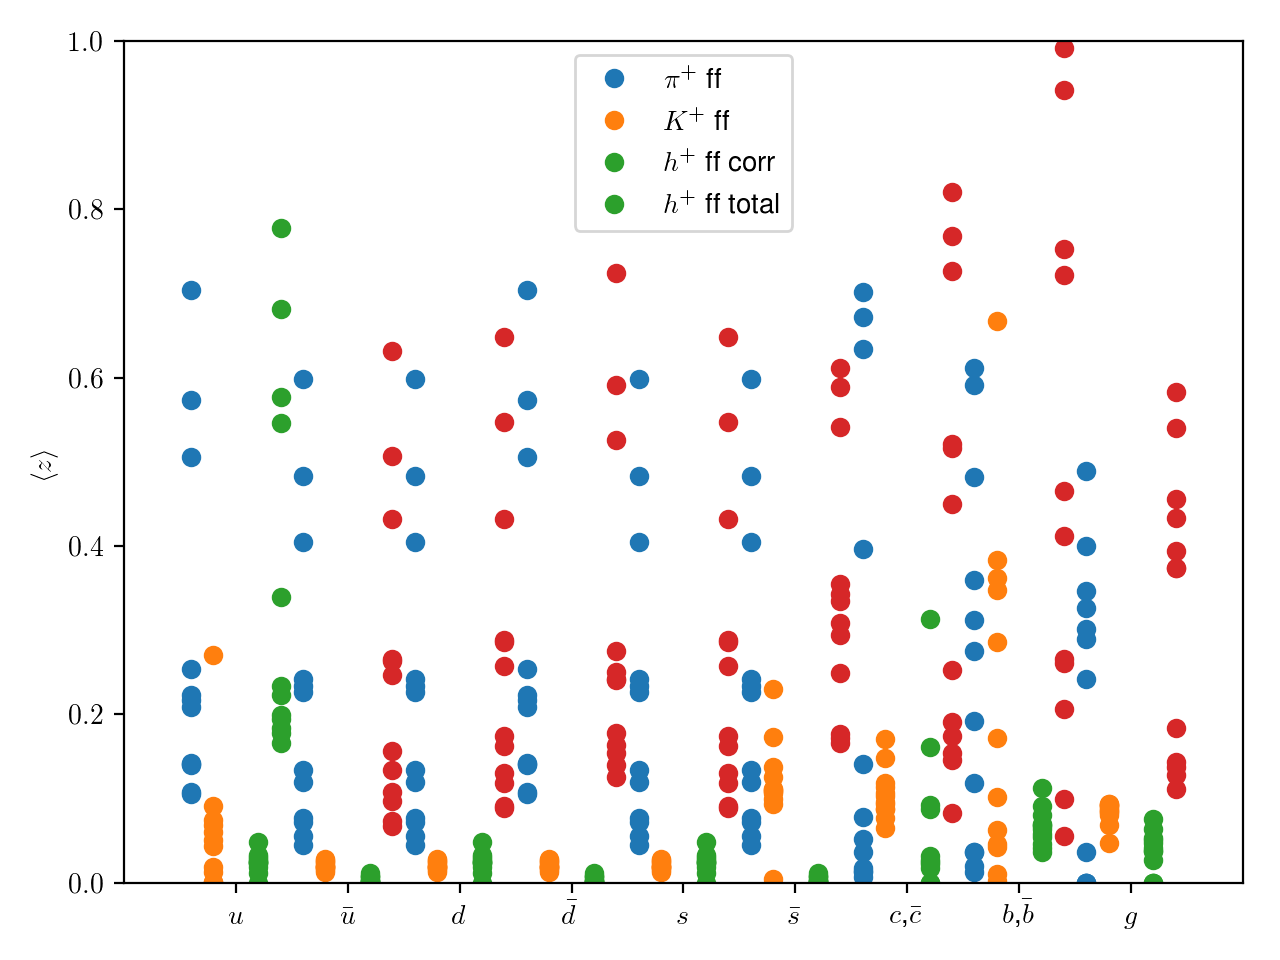 1.0
0.8
0.6
0.4
0.2
0.0
⟨z⟩
π⁺ ff
K⁺ ff
h⁺ ff corr
h⁺ ff total
u ū d d̄ s s̄ c,c̄ b,b̄ g